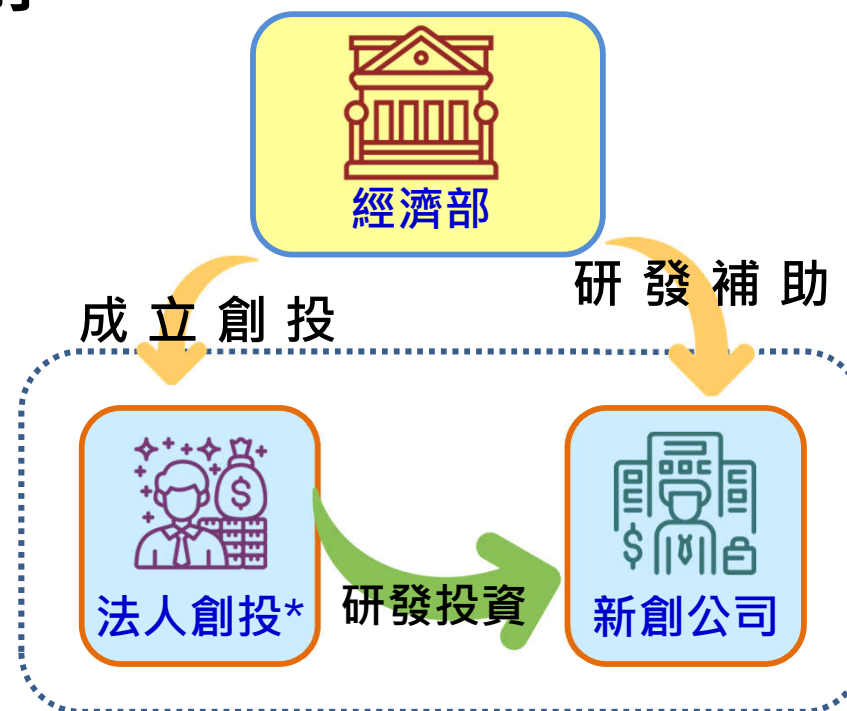 經濟部
研發補助
成立創投
法人創投*
研發投資
新創公司